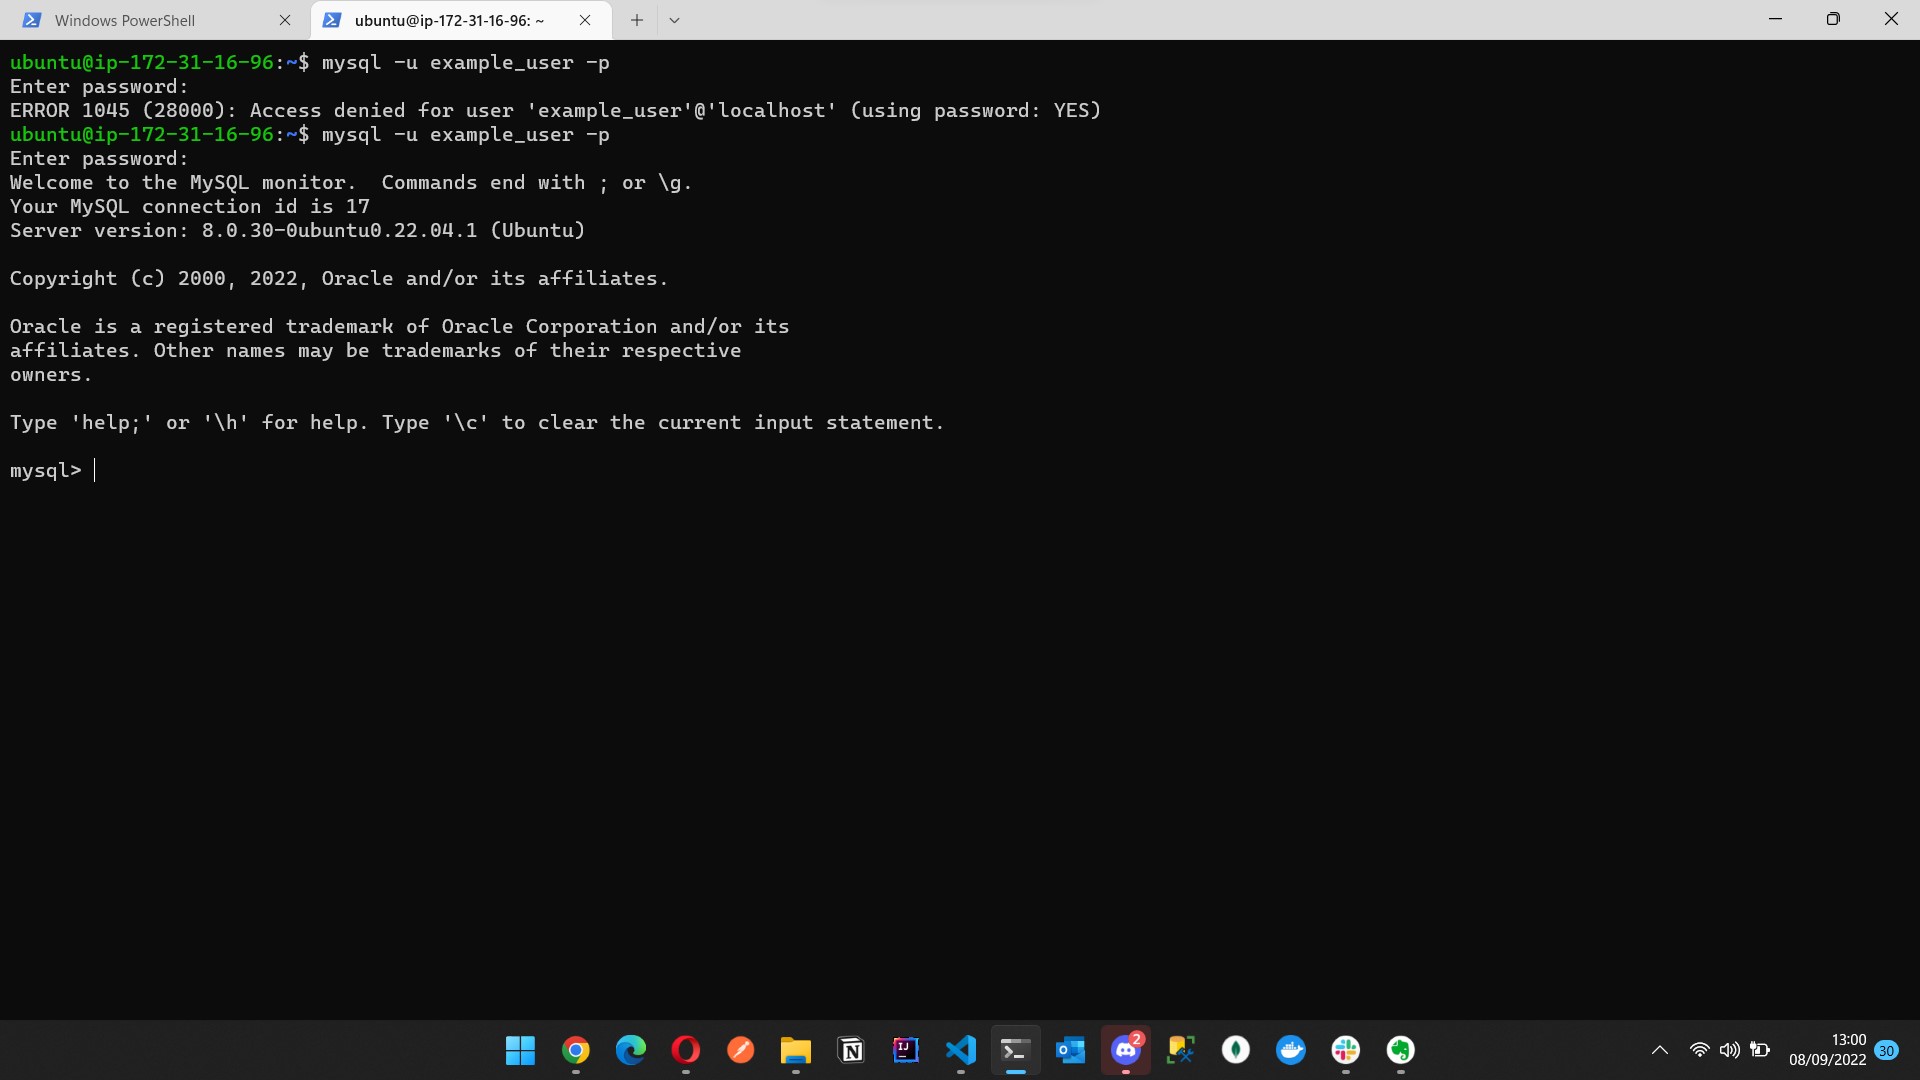 Windows PowerShell
ubuntu@ip-172-31-16-96: ~
ubuntu@ip-172-31-16-96:~$ mysql -u example_user -p
Enter password:
ERROR 1045 (28000): Access denied for user 'example_user'@'localhost' (using password: YES)
ubuntu@ip-172-31-16-96:~$ mysql -u example_user -p
Enter password:
Welcome to the MySQL monitor.  Commands end with ; or \g.
Your MySQL connection id is 17
Server version: 8.0.30-0ubuntu0.22.04.1 (Ubuntu)
Copyright (c) 2000, 2022, Oracle and/or its affiliates.
Oracle is a registered trademark of Oracle Corporation and/or its
affiliates. Other names may be trademarks of their respective
owners.
Type 'help;' or '\h' for help. Type '\c' to clear the current input statement.
mysql>
IJ
2
13:00
08/09/2022
30